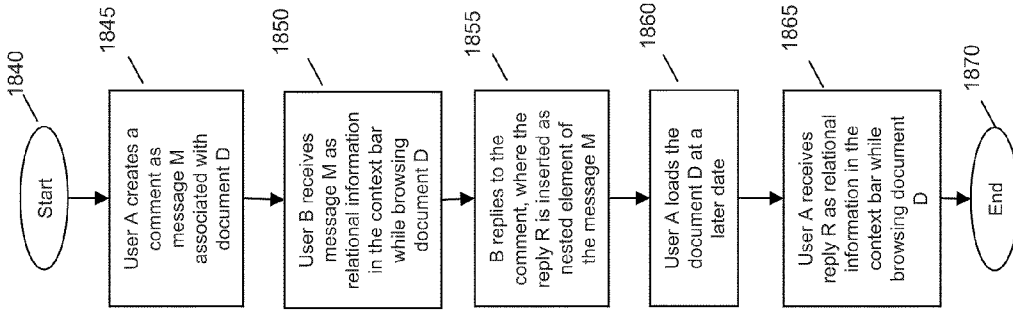 1840
Start
1845
User A creates a
comment as
message M
associated with
document D
1850
User B receives
message M as
relational information
in the context bar
while browsing
document D
1855
B replies to the
comment, where the
reply R is inserted as
nested element of
the message M
1860
User A loads the
document D at a
later date
1865
User A receives
reply R as relational
information in the
context bar while
browsing document
D
1870
End